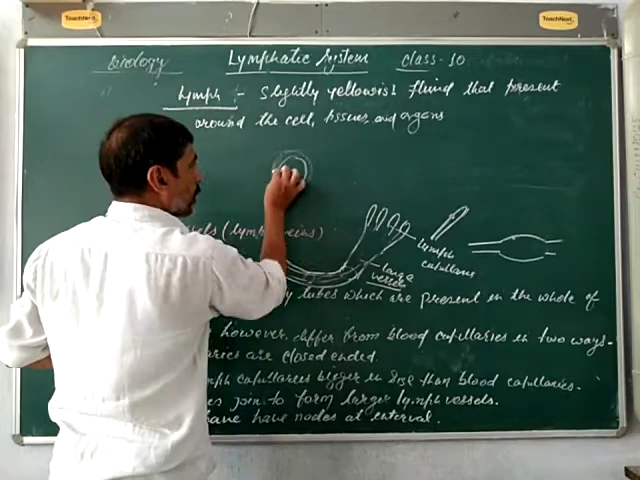 TeachNext
TeachNext
Biology Lymphatic System class-10
Lymph :- Slightly yellowish fluid that present
around the cell, tissues, and organs
(lymph veins)
Lymph
capillaries
large
vessels
tubes which are present in the whole of
however, differ from blood capillaries in two ways-
are closed ended.
capillaries bigger in size than blood capillaries.
join to form larger lymph vessels.
have have nodes at interval.